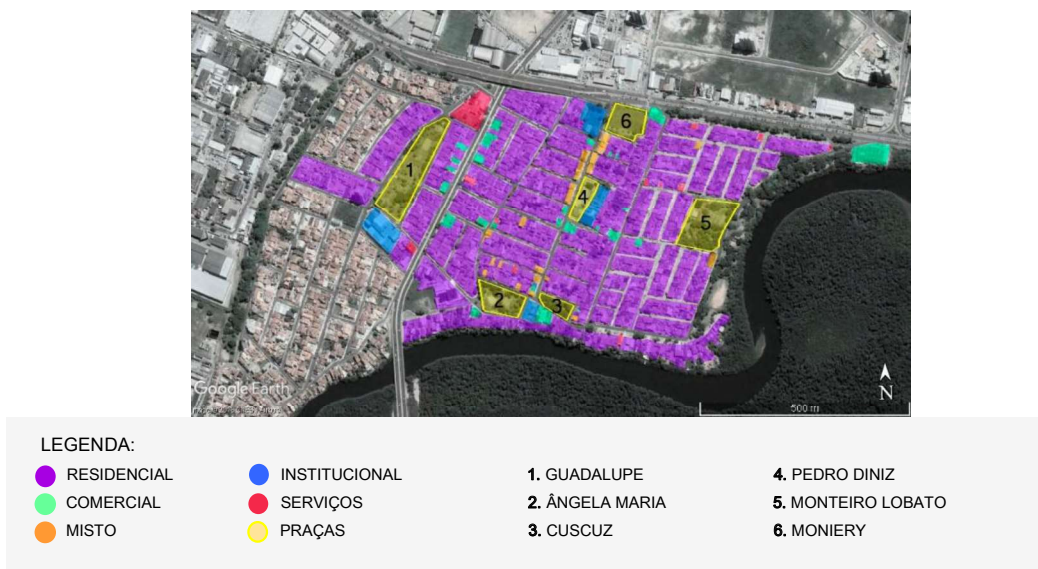 6
1
4
5
2
3
Google Earth
N
500 m
LEGENDA:
RESIDENCIAL
COMERCIAL
MISTO
INSTITUCIONAL
SERVIÇOS
PRAÇAS
1. GUADALUPE
2. ÂNGELA MARIA
3. CUSCUZ
4. PEDRO DINIZ
5. MONTEIRO LOBATO
6. MONIERY